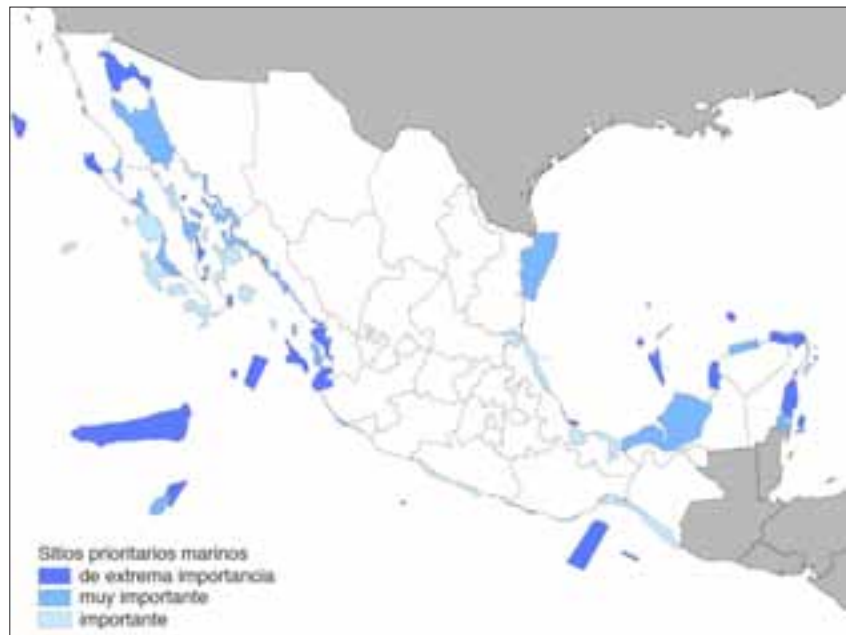 Sitios prioritarios marinos
de extrema importancia
muy importante
importante